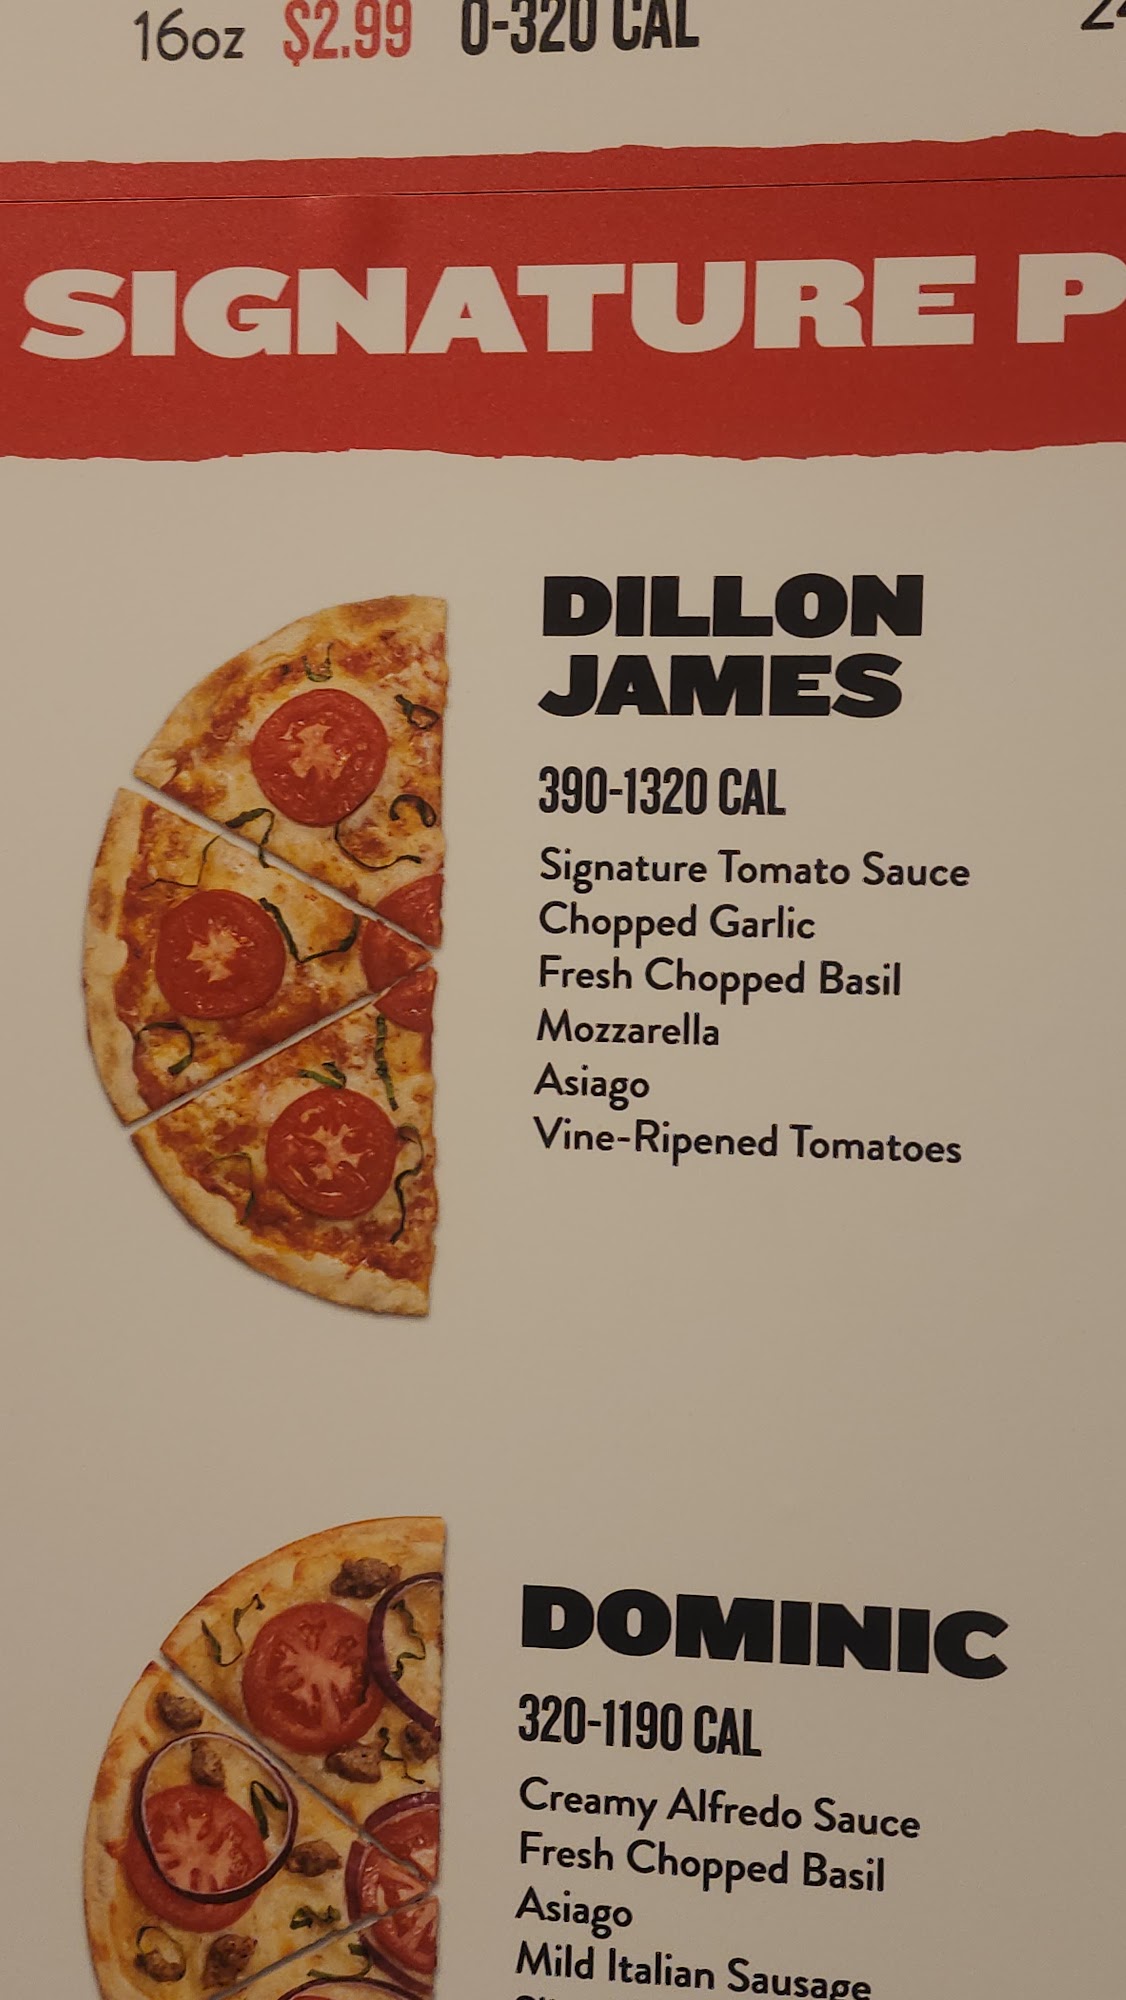 16oz $2.99 0-320 CAL
SIGNATURE P
DILLON
JAMES
390-1320 CAL
Signature Tomato Sauce
Chopped Garlic
Fresh Chopped Basil
Mozzarella
Asiago
Vine-Ripened Tomatoes
DOMINIC
320-1190 CAL
Creamy Alfredo Sauce
Fresh Chopped Basil
Asiago
Mild Italian Sausage